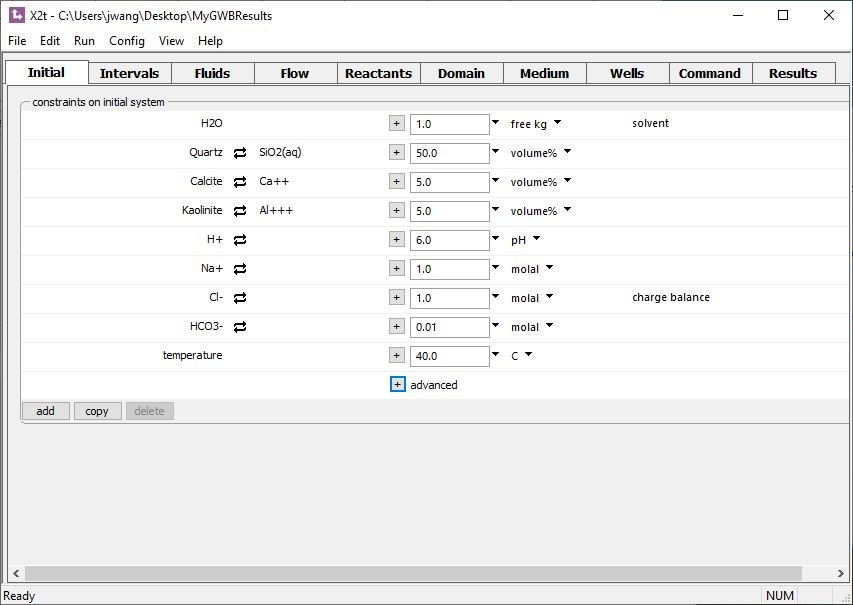 X2t - C:\Users\jwang\Desktop\MyGWBResults
File Edit Run Config View Help
Initial Intervals Fluids Flow Reactants Domain Medium Wells Command Results
constraints on initial system
H2O + 1.0 free kg solvent
Quartz SiO2(aq) + 50.0 volume%
Calcite Ca++ + 5.0 volume%
Kaolinite Al+++ + 5.0 volume%
H+ + 6.0 pH
Na+ + 1.0 molal
Cl- + 1.0 molal charge balance
HCO3- + 0.01 molal
temperature + 40.0 C
+ advanced
add copy delete
Ready NUM